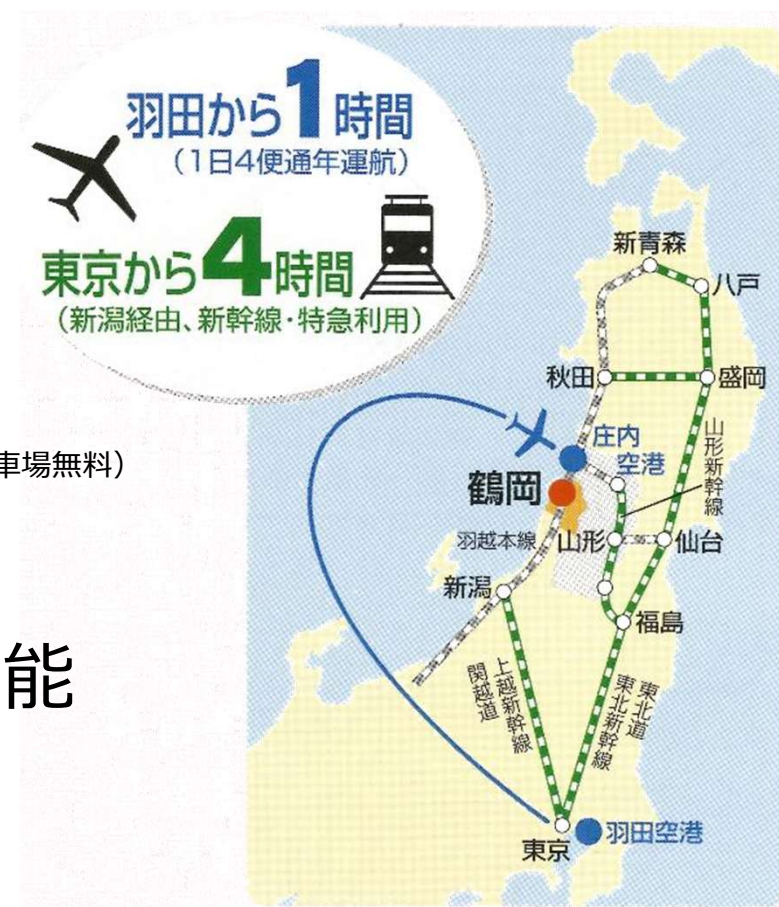 羽田から1時間
（1日4便通年運航）
東京から4時間
（新潟経由、新幹線・特急利用）
新青森
八戸
秋田
盛岡
山形新幹線
車場無料）
庄内
空港
鶴岡
羽越本線
山形
仙台
新潟
福島
能
上越新幹線
関越道
東北道
東北新幹線
東京
羽田空港